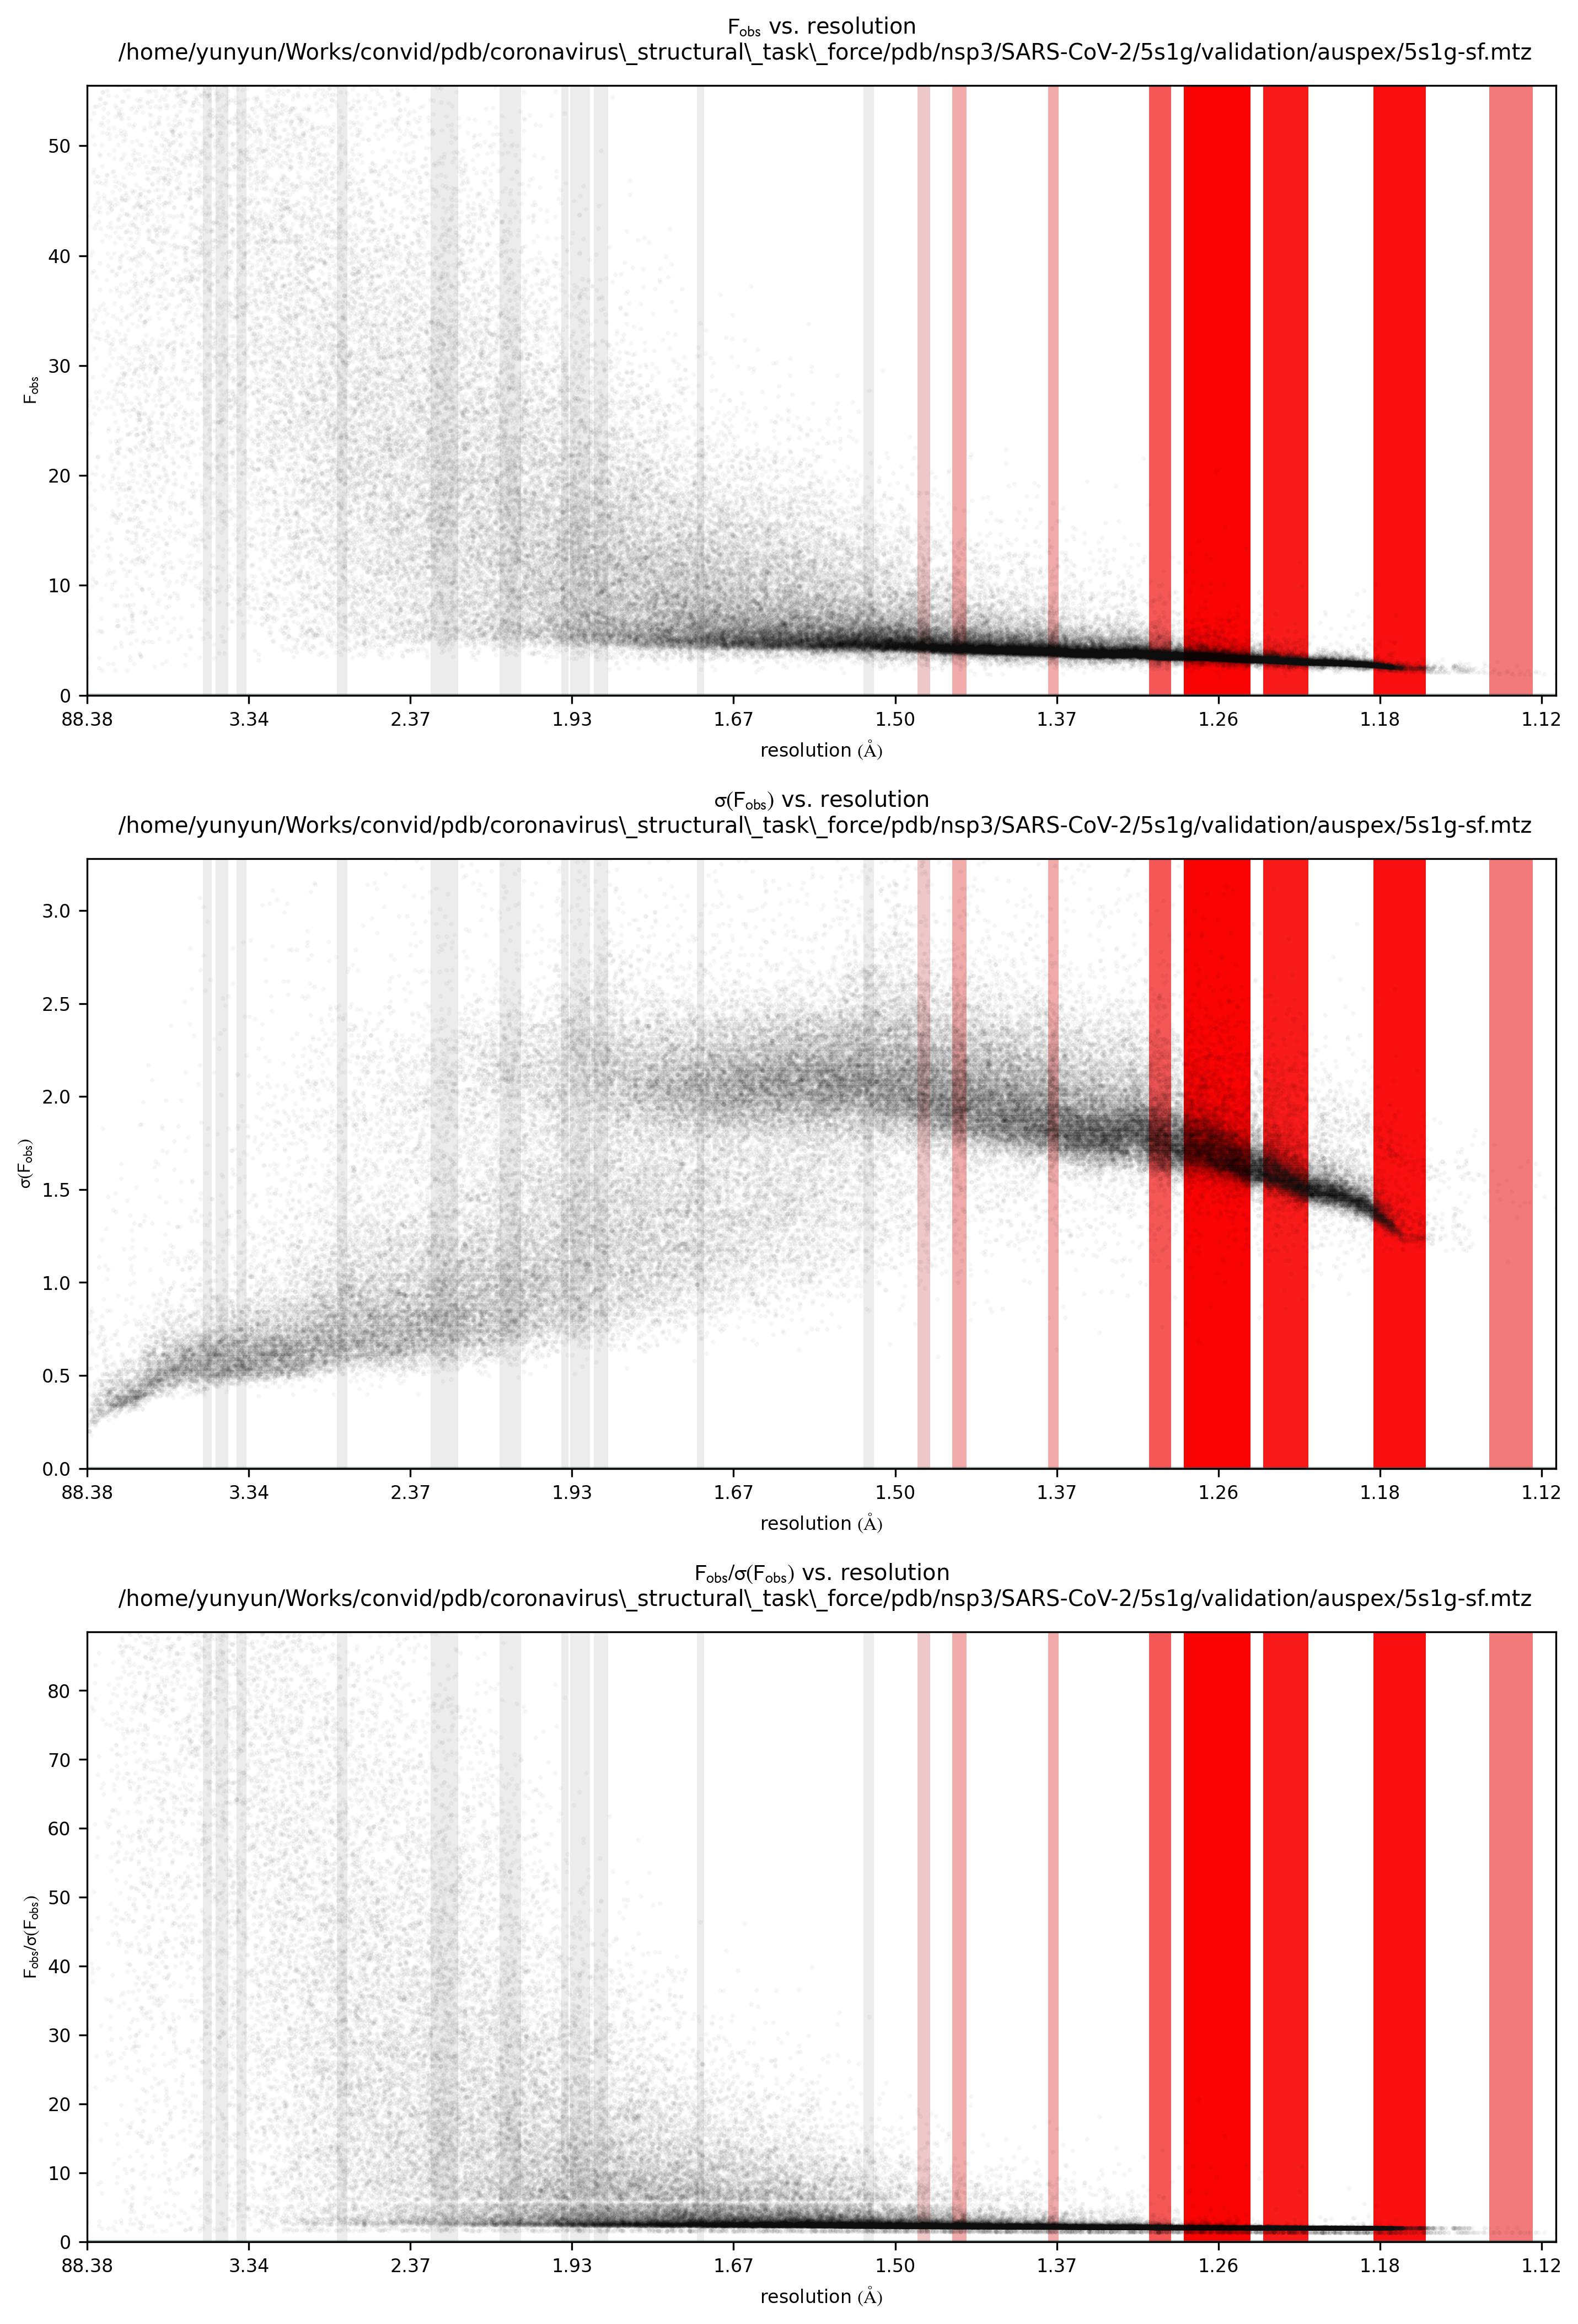 Fobs vs. resolution
/home/yunyun/Works/convid/pdb/coronavirus\_structural\_task\_force/pdb/nsp3/SARS-CoV-2/5s1g/validation/auspex/5s1g-sf.mtz
50
40
30
20
10
0
Fobs
88.38 3.34 2.37 1.93 1.67 1.50 1.37 1.26 1.18 1.12
resolution (Å)
σ(Fobs) vs. resolution
/home/yunyun/Works/convid/pdb/coronavirus\_structural\_task\_force/pdb/nsp3/SARS-CoV-2/5s1g/validation/auspex/5s1g-sf.mtz
3.0
2.5
2.0
1.5
1.0
0.5
0.0
σ(Fobs)
88.38 3.34 2.37 1.93 1.67 1.50 1.37 1.26 1.18 1.12
resolution (Å)
Fobs/σ(Fobs) vs. resolution
/home/yunyun/Works/convid/pdb/coronavirus\_structural\_task\_force/pdb/nsp3/SARS-CoV-2/5s1g/validation/auspex/5s1g-sf.mtz
80
70
60
50
40
30
20
10
0
Fobs/σ(Fobs)
88.38 3.34 2.37 1.93 1.67 1.50 1.37 1.26 1.18 1.12
resolution (Å)